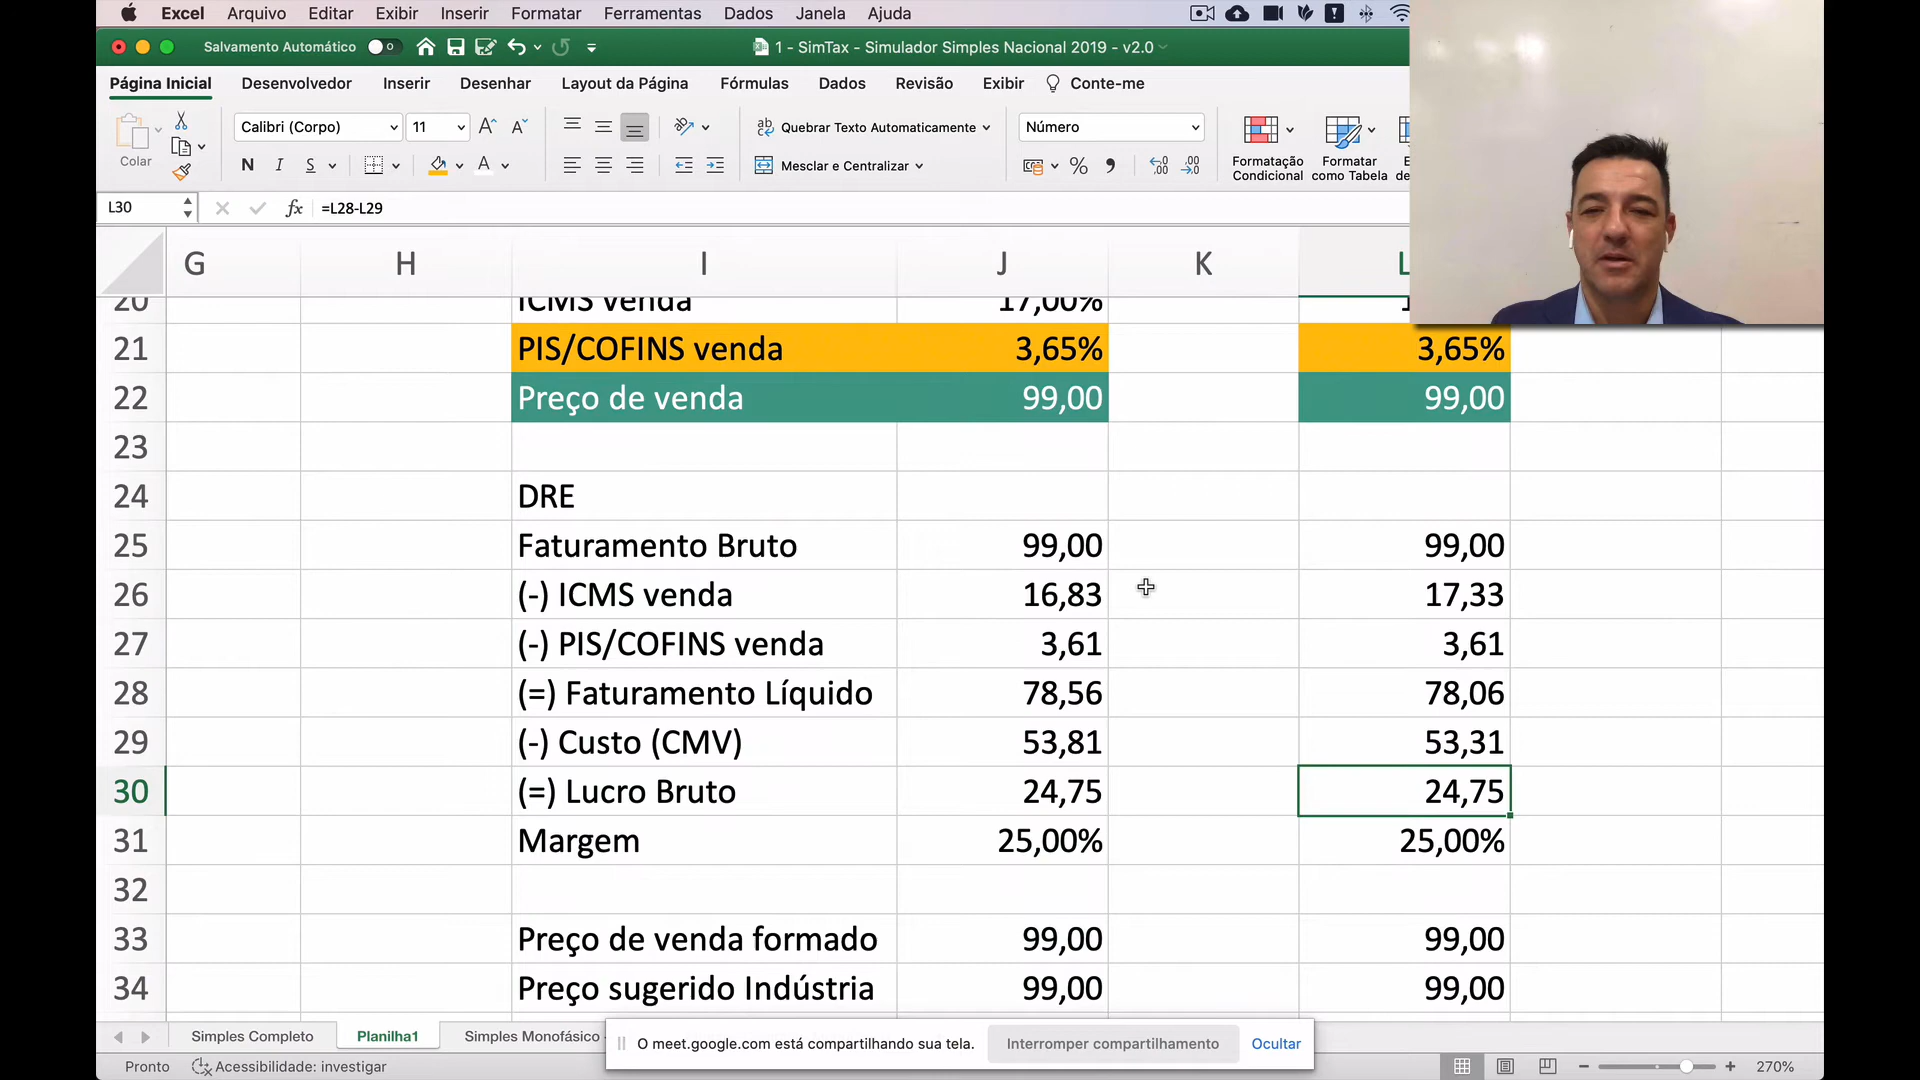 Excel Arquivo Editar Exibir Inserir Formatar Ferramentas Dados Janela Ajuda
Salvamento Automático 1 - SimTax - Simulador Simples Nacional 2019 - v2.0
Página Inicial Desenvolvedor Inserir Desenhar Layout da Página Fórmulas Dados Revisão Exibir Conte-me
Colar
Calibri (Corpo) 11 A^ A˅
N I S A
ab Quebrar Texto Automaticamente
Mesclar e Centralizar
Número
% ,
Formatação Condicional
Formatar como Tabela
L30 fx =L28-L29
G H I J K L
20 ICMS venda 17,00%
21 PIS/COFINS venda 3,65% 3,65%
22 Preço de venda 99,00 99,00
23
24 DRE
25 Faturamento Bruto 99,00 99,00
26 (-) ICMS venda 16,83 17,33
27 (-) PIS/COFINS venda 3,61 3,61
28 (=) Faturamento Líquido 78,56 78,06
29 (-) Custo (CMV) 53,81 53,31
30 (=) Lucro Bruto 24,75 24,75
31 Margem 25,00% 25,00%
32
33 Preço de venda formado 99,00 99,00
34 Preço sugerido Indústria 99,00 99,00
Simples Completo Planilha1 Simples Monofásico
O meet.google.com está compartilhando sua tela. Interromper compartilhamento Ocultar
Pronto Acessibilidade: investigar 270%